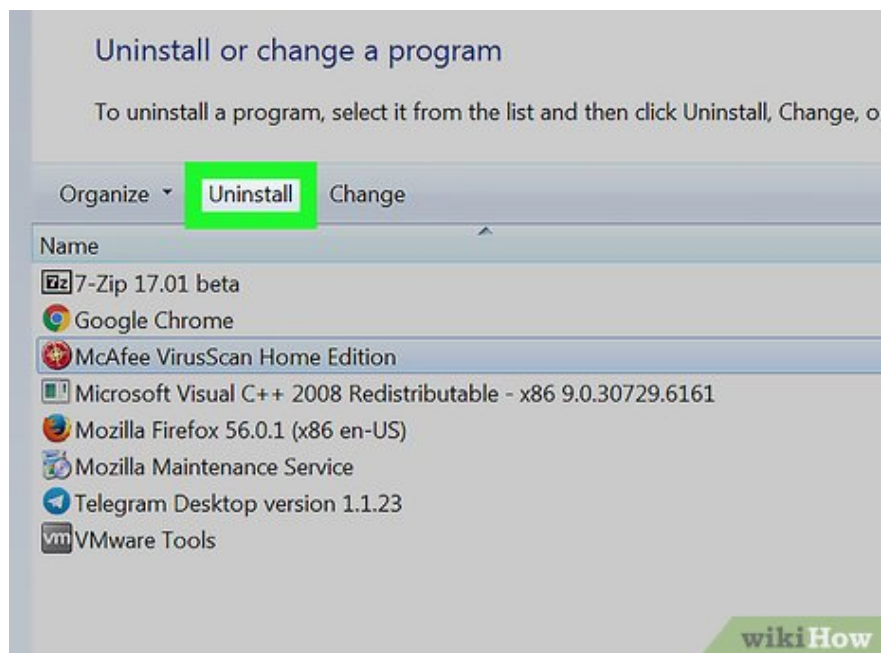 Uninstall or change a program
To uninstall a program, select it from the list and then click Uninstall, Change, o
Organize Uninstall Change
Name
7z 7-Zip 17.01 beta
Google Chrome
McAfee VirusScan Home Edition
Microsoft Visual C++ 2008 Redistributable - x86 9.0.30729.6161
Mozilla Firefox 56.0.1 (x86 en-US)
Mozilla Maintenance Service
Telegram Desktop version 1.1.23
vm VMware Tools
wikiHow